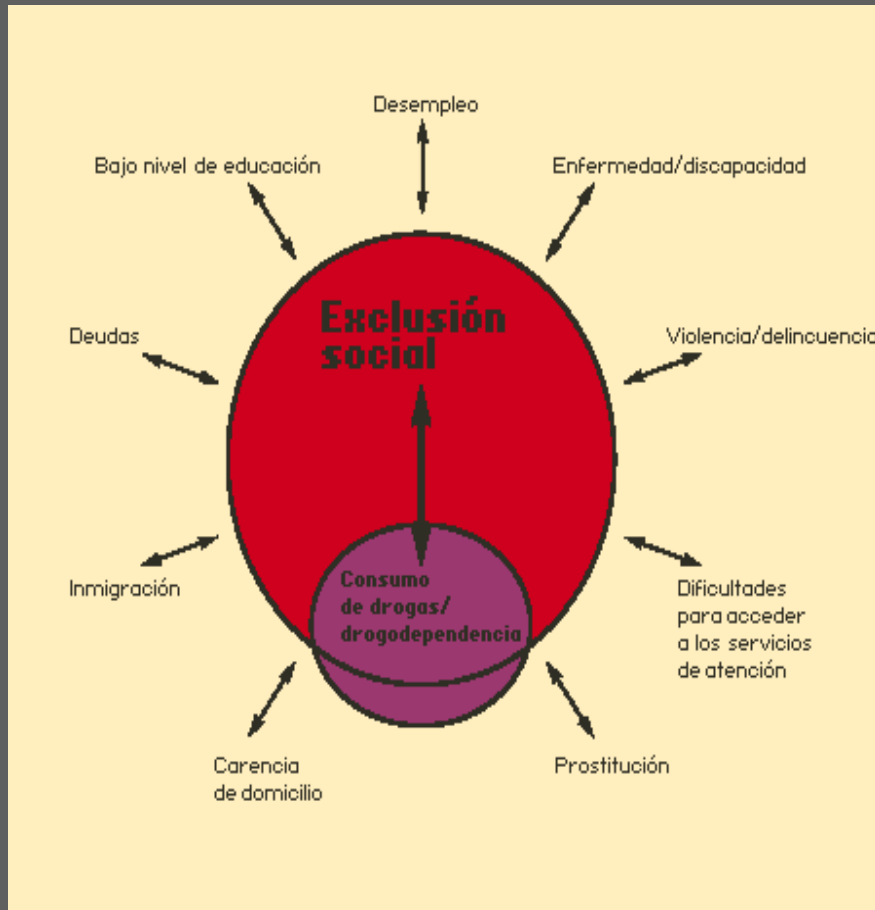 Desempleo
Bajo nivel de educación
Enfermedad/discapacidad
Exclusión
social
Deudas
Violencia/delincuencia
Consumo
de drogas/
drogodependencia
Inmigración
Dificultades
para acceder
a los servicios
de atención
Carencia
de domicilio
Prostitución